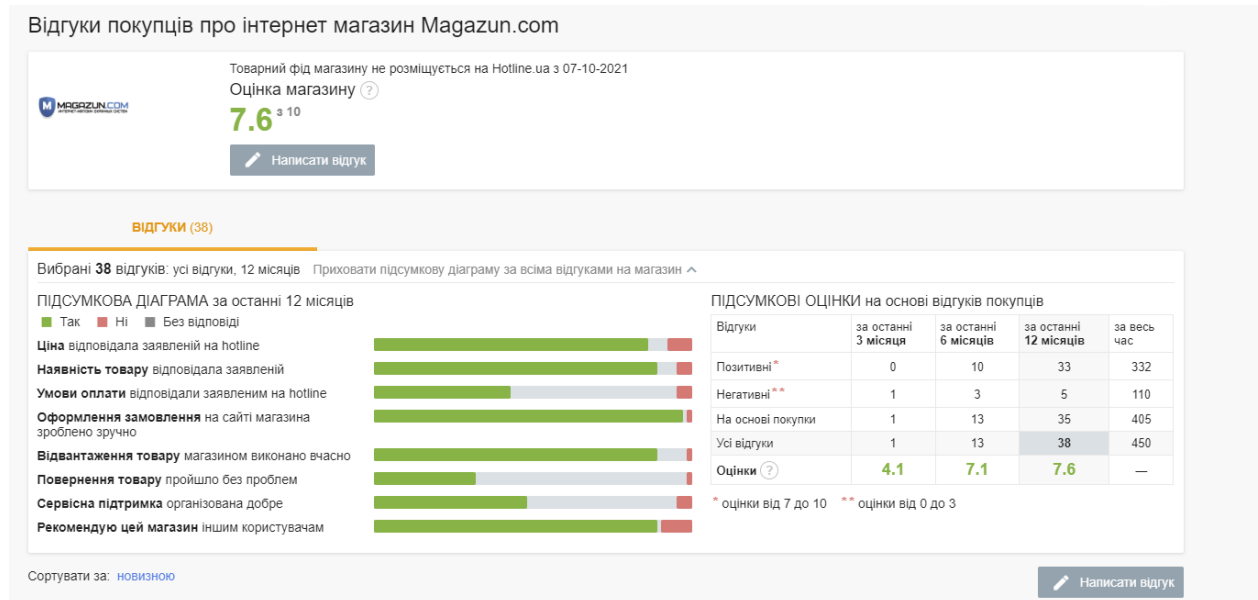 Відгуки покупців про інтернет магазин Magazun.com
MAGAZUN.COM
Товарний фід магазину не розміщується на Hotline.ua з 07-10-2021
Оцінка магазину ?
7.6 з 10
Написати відгук
ВІДГУКИ (38)
Вибрані 38 відгуків: усі відгуки, 12 місяців Приховати підсумкову діаграму за всіма відгуками на магазин
ПІДСУМКОВА ДІАГРАМА за останні 12 місяців
Так Ні Без відповіді
Ціна відповідала заявленій на hotline
Наявність товару відповідала заявленій
Умови оплати відповідали заявленим на hotline
Оформлення замовлення на сайті магазина
зроблено зручно
Відвантаження товару магазином виконано вчасно
Повернення товару пройшло без проблем
Сервісна підтримка організована добре
Рекомендую цей магазин іншим користувачам
ПІДСУМКОВІ ОЦІНКИ на основі відгуків покупців
Відгуки за останні 3 місяця за останні 6 місяців за останні 12 місяців за весь час
Позитивні* 0 10 33 332
Негативні** 1 3 5 110
На основі покупки 1 13 35 405
Усі відгуки 1 13 38 450
Оцінки ? 4.1 7.1 7.6 —
* оцінки від 7 до 10 ** оцінки від 0 до 3
Сортувати за: новизною
Написати відгук